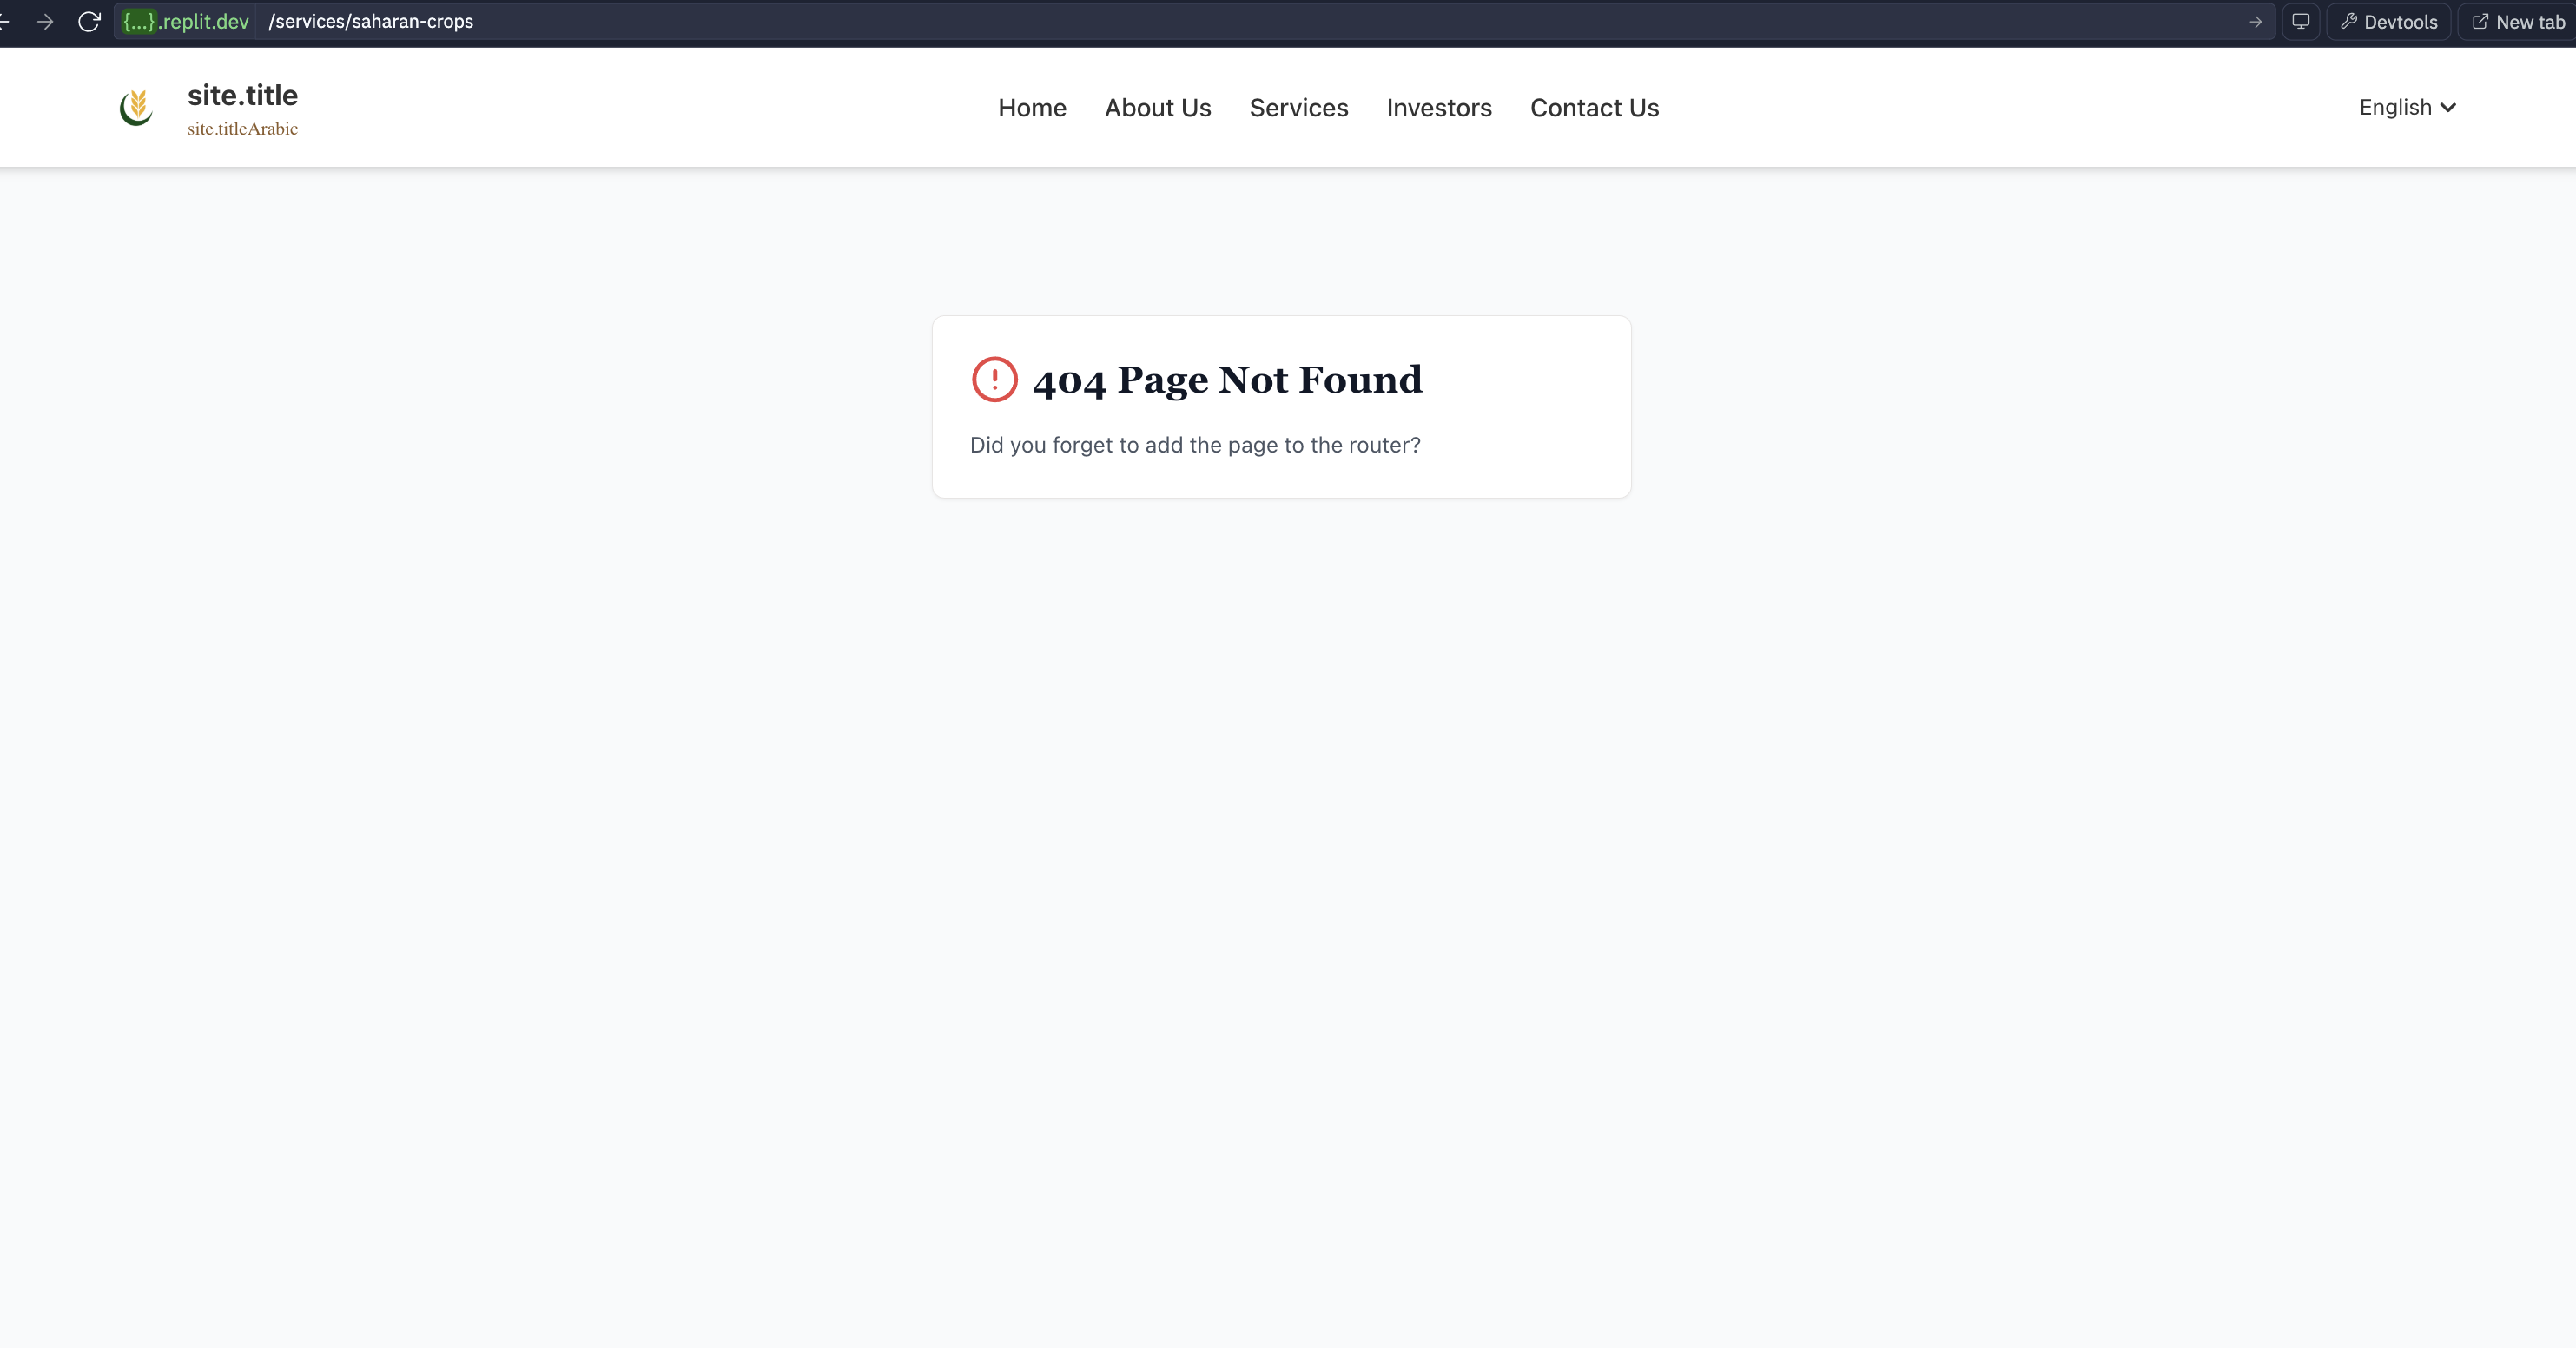 {...}.replit.dev /services/saharan-crops
Devtools
New tab
site.title
site.titleArabic
Home About Us Services Investors Contact Us
English
404 Page Not Found
Did you forget to add the page to the router?